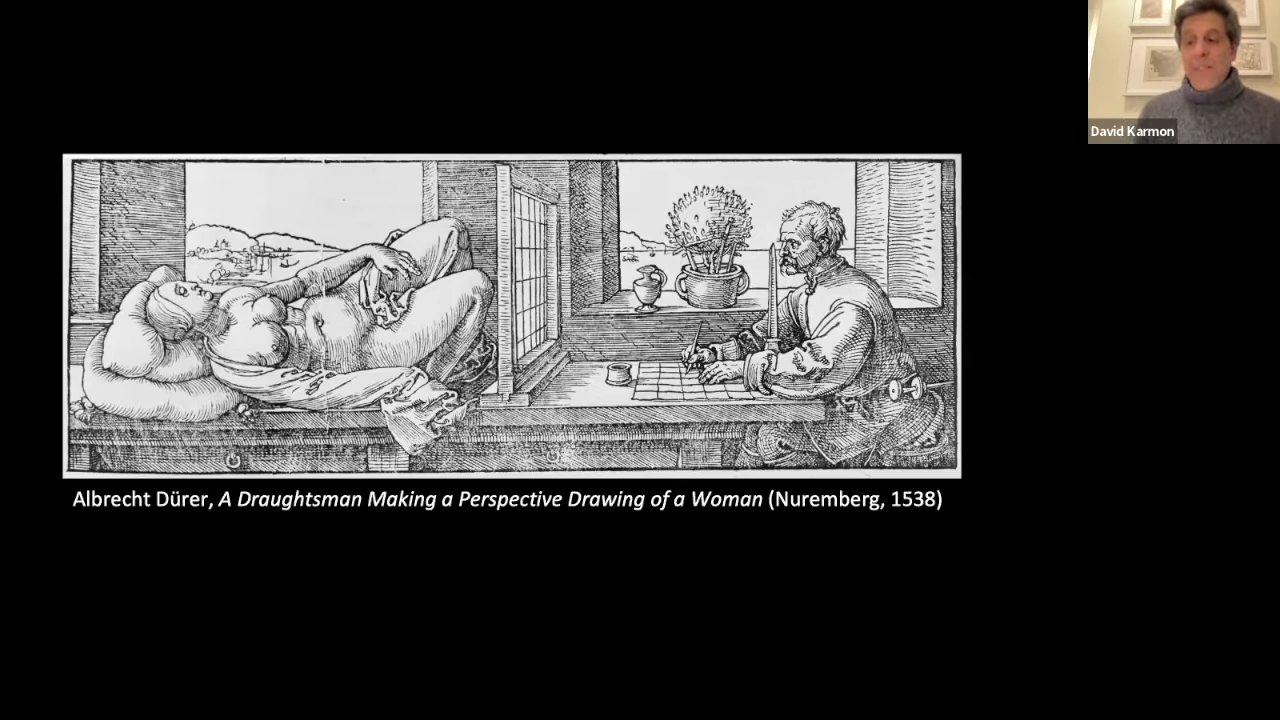 David Karmon
Albrecht Dürer, A Draughtsman Making a Perspective Drawing of a Woman (Nuremberg, 1538)